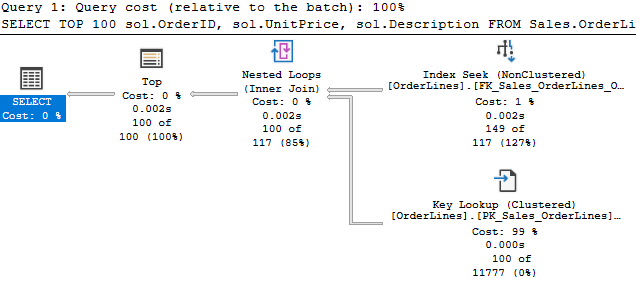 Query 1: Query cost (relative to the batch): 100%
SELECT TOP 100 sol.OrderID, sol.UnitPrice, sol.Description FROM Sales.OrderLi
SELECT
Cost: 0 %
Top
Cost: 0 %
0.002s
100 of
100 (100%)
Nested Loops
(Inner Join)
Cost: 0 %
0.002s
100 of
117 (85%)
Index Seek (NonClustered)
[OrderLines].[FK_Sales_OrderLines_O…
Cost: 1 %
0.002s
149 of
117 (127%)
Key Lookup (Clustered)
[OrderLines].[PK_Sales_OrderLines]…
Cost: 99 %
0.000s
100 of
11777 (0%)